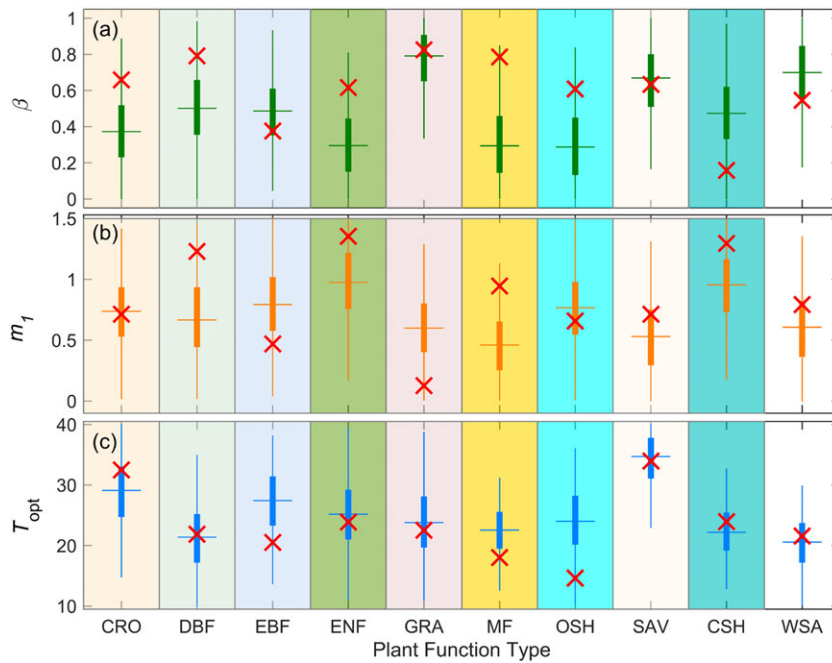 (a)
1
0.8
0.6
0.4
0.2
0
β
(b)
1.5
1
0.5
0
m1
(c)
40
30
20
10
Topt
CRO DBF EBF ENF GRA MF OSH SAV CSH WSA
Plant Function Type